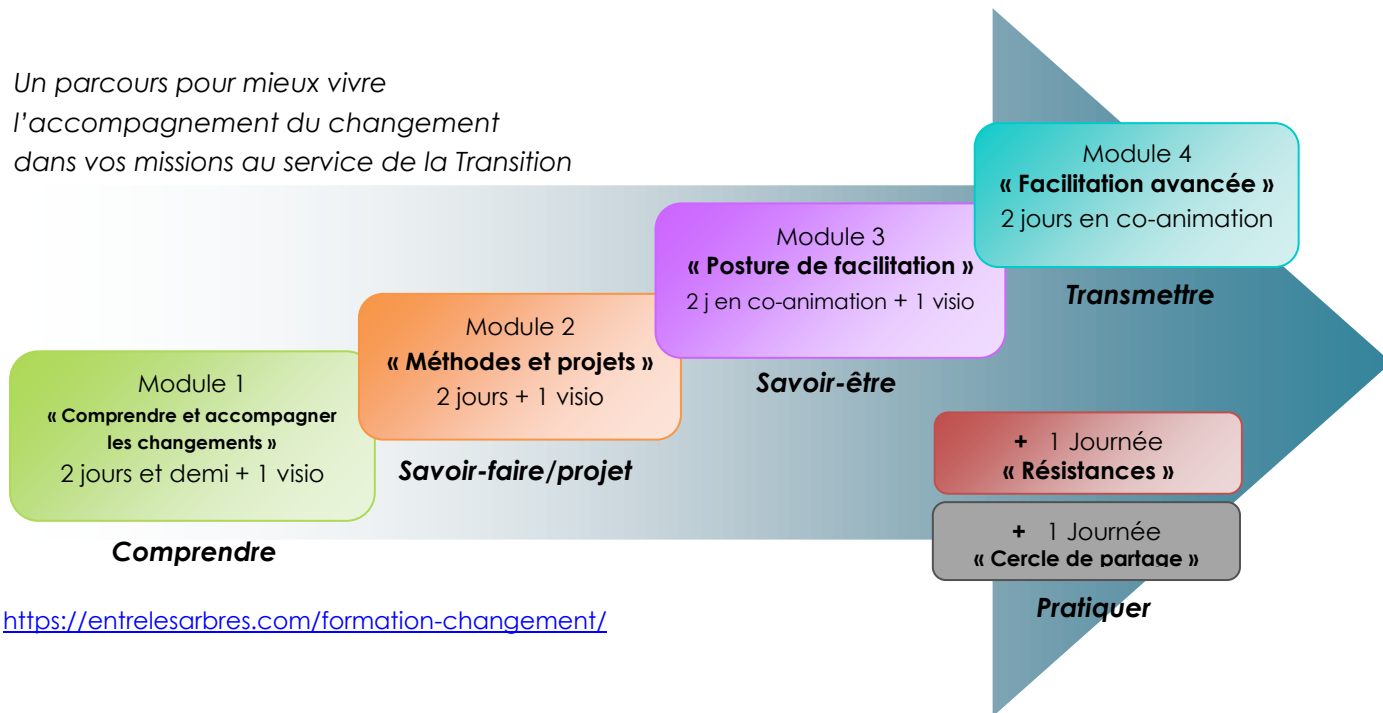 Un parcours pour mieux vivre
l’accompagnement du changement
dans vos missions au service de la Transition
Module 1
« Comprendre et accompagner
les changements »
2 jours et demi + 1 visio
Comprendre
Module 2
« Méthodes et projets »
2 jours + 1 visio
Savoir-faire/projet
Module 3
« Posture de facilitation »
2 j en co-animation + 1 visio
Savoir-être
Module 4
« Facilitation avancée »
2 jours en co-animation
Transmettre
+ 1 Journée
« Résistances »
+ 1 Journée
« Cercle de partage »
Pratiquer
https://entrelesarbres.com/formation-changement/